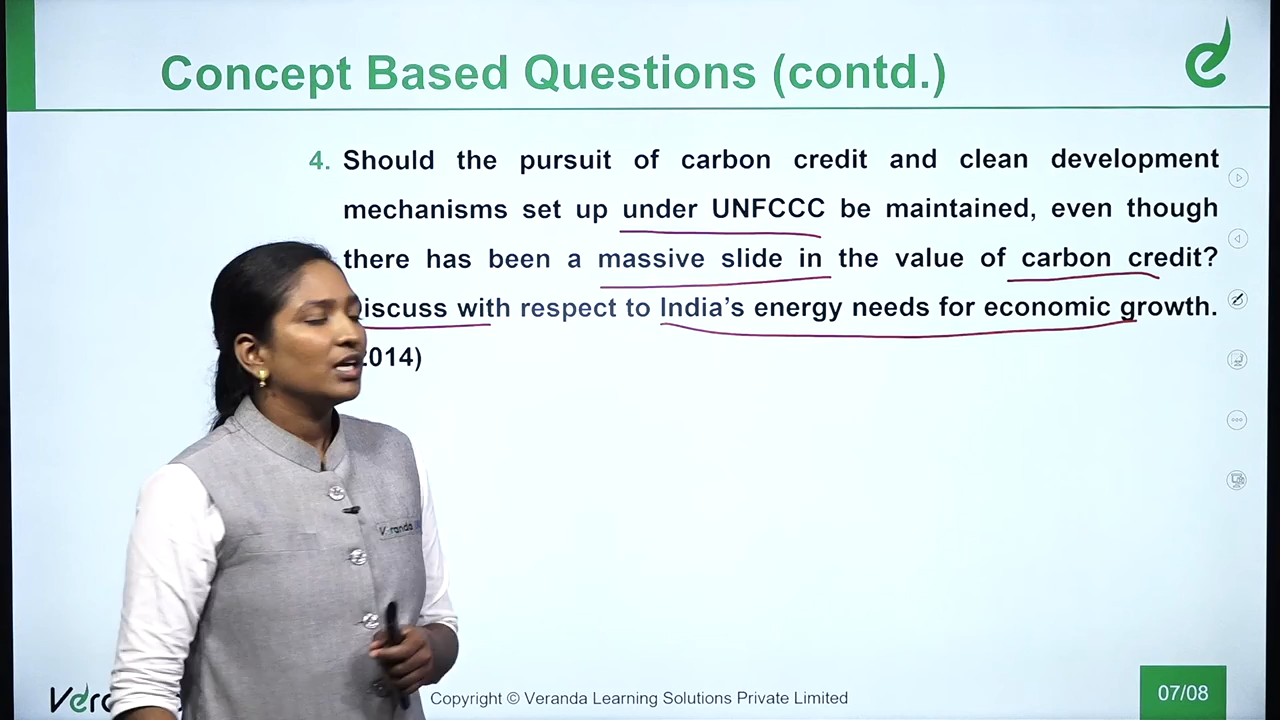 Concept Based Questions (contd.)
4. Should the pursuit of carbon credit and clean development
mechanisms set up under UNFCCC be maintained, even though
there has been a massive slide in the value of carbon credit?
iscuss with respect to India's energy needs for economic growth.
2014)
Veranda
Copyright © Veranda Learning Solutions Private Limited
07/08